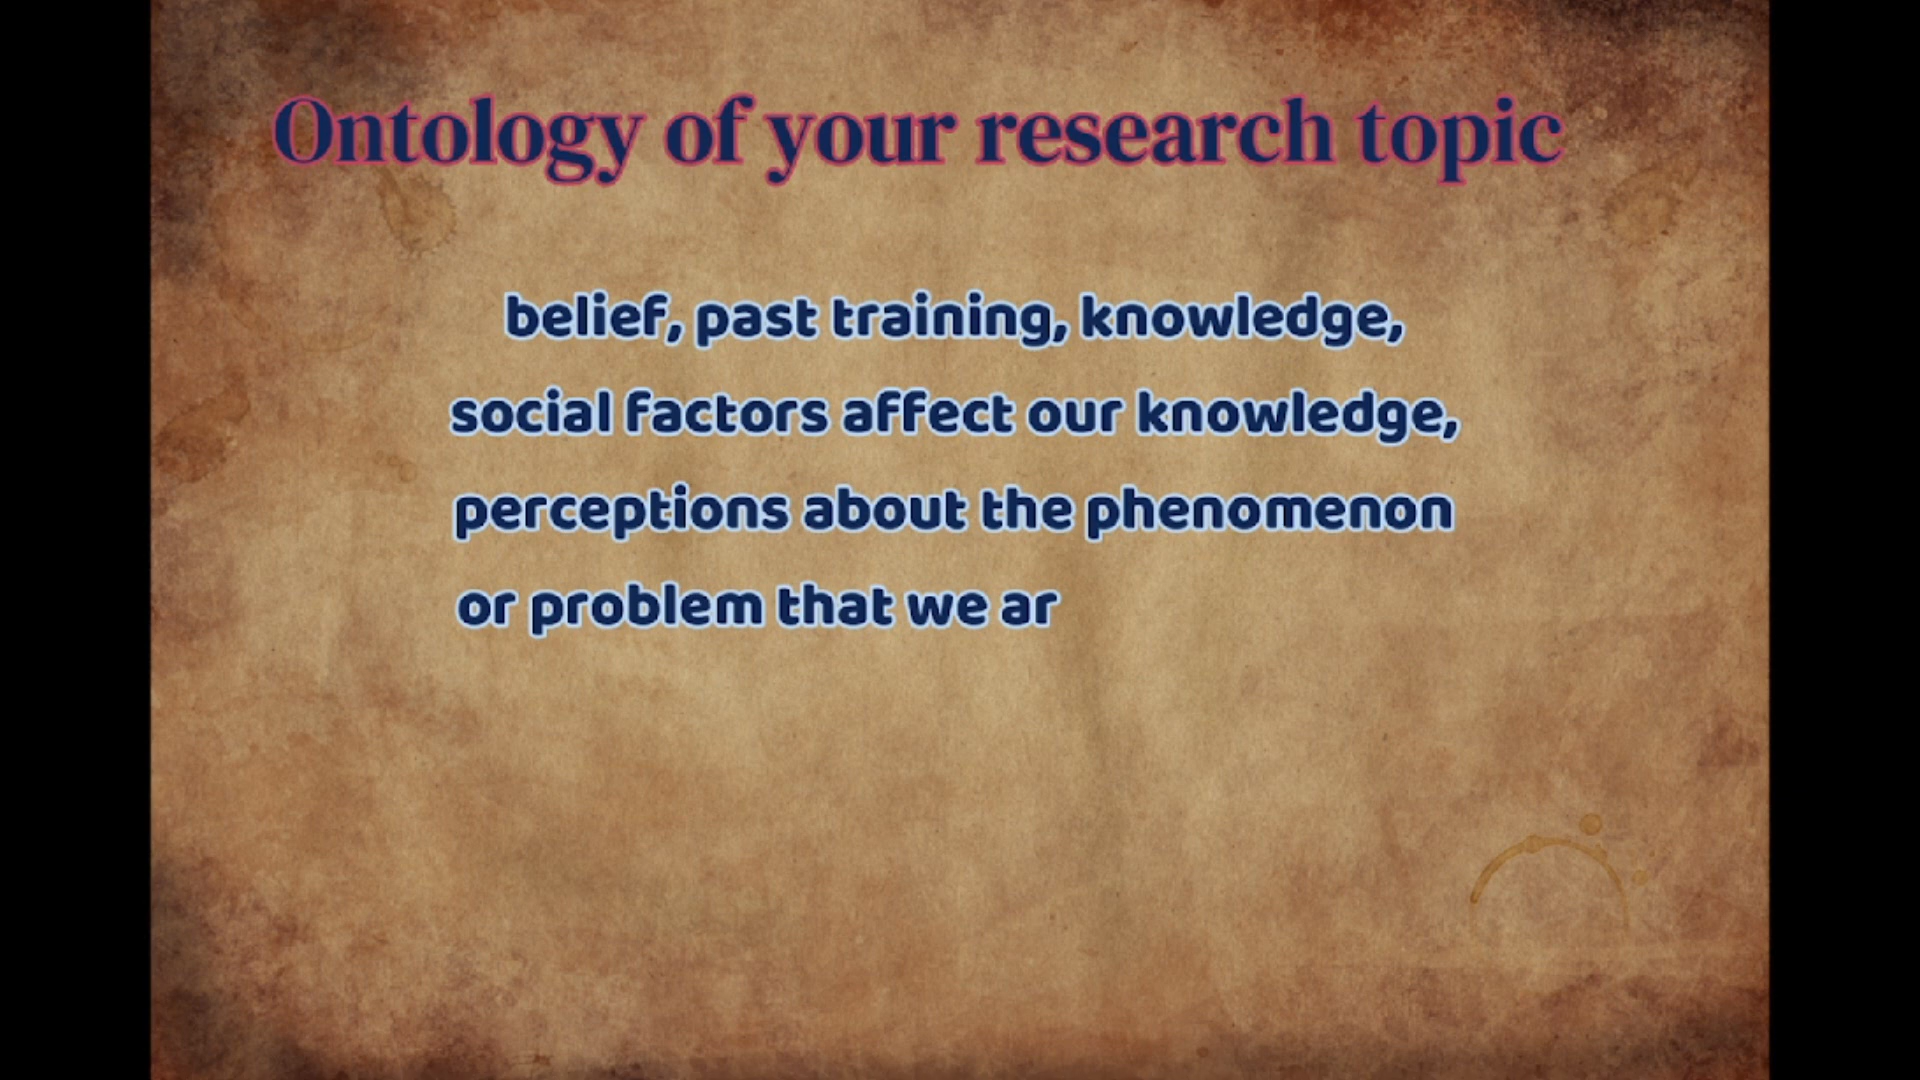 Ontology of your research topic
belief, past training, knowledge,
social factors affect our knowledge,
perceptions about the phenomenon
or problem that we ar